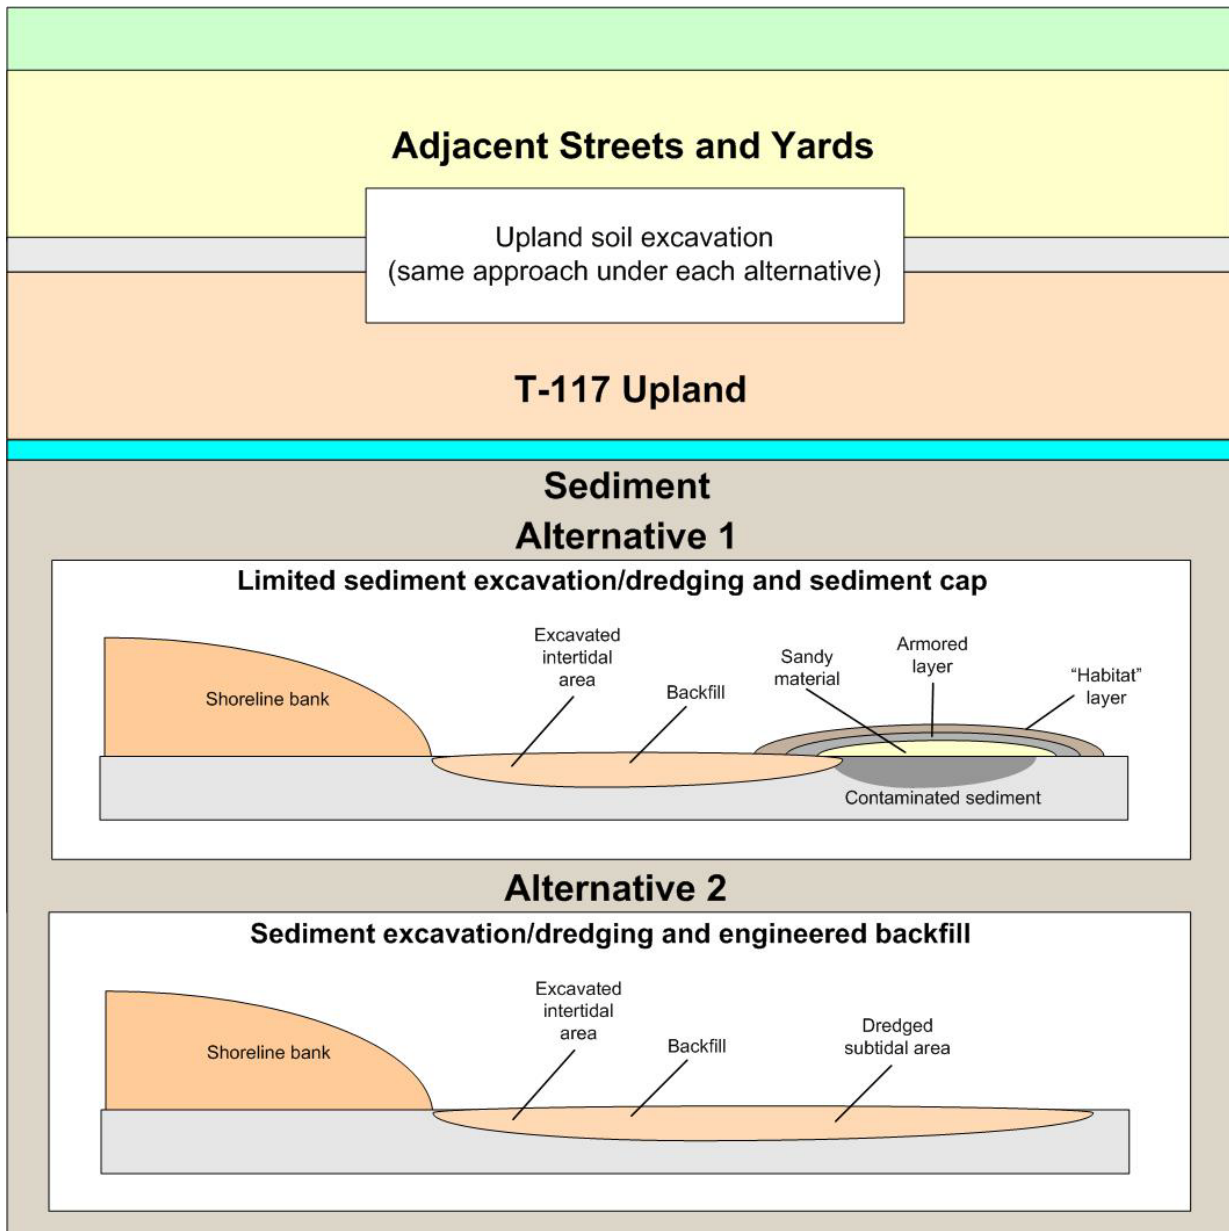 Adjacent Streets and Yards
Upland soil excavation
(same approach under each alternative)
T-117 Upland
Sediment
Alternative 1
Limited sediment excavation/dredging and sediment cap
Excavated
intertidal
area
Sandy
material
Armored
layer
“Habitat”
layer
Shoreline bank
Backfill
Contaminated sediment
Alternative 2
Sediment excavation/dredging and engineered backfill
Excavated
intertidal
area
Dredged
subtidal area
Shoreline bank
Backfill